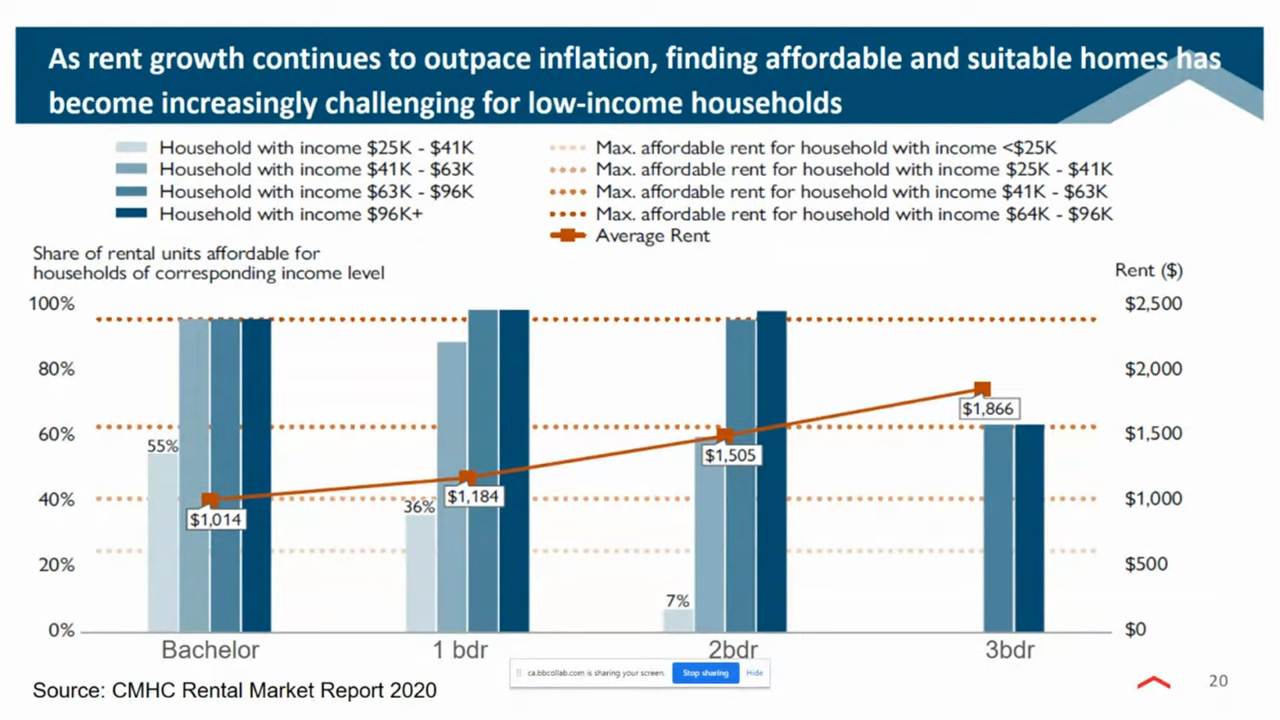 As rent growth continues to outpace inflation, finding affordable and suitable homes has
become increasingly challenging for low-income households
Household with income $25K - $41K
Household with income $41K - $63K
Household with income $63K - $96K
Household with income $96K+
Max. affordable rent for household with income <$25K
Max. affordable rent for household with income $25K - $41K
Max. affordable rent for household with income $41K - $63K
Max. affordable rent for household with income $64K - $96K
Average Rent
Share of rental units affordable for
households of corresponding income level
Rent ($)
100%
80%
60%
40%
20%
0%
$2,500
$2,000
$1,500
$1,000
$500
$0
55%
$1,014
36%
$1,184
7%
$1,505
$1,866
Bachelor
1 bdr
2bdr
3bdr
ca.bbcollab.com is sharing your screen.
Stop sharing
Hide
Source: CMHC Rental Market Report 2020
20